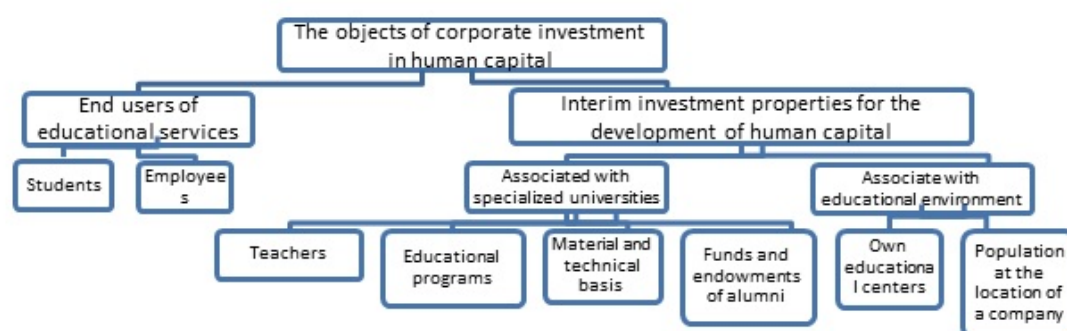 The objects of corporate investment
in human capital
End users of
educational services
Interim investment properties for the
development of human capital
Students
Employee
s
Associated with
specialized universities
Associate with
educational environment
Teachers
Educational
programs
Material and
technical
basis
Funds and
endowments
of alumni
Own
educationa
l centers
Population
at the
location of
a company